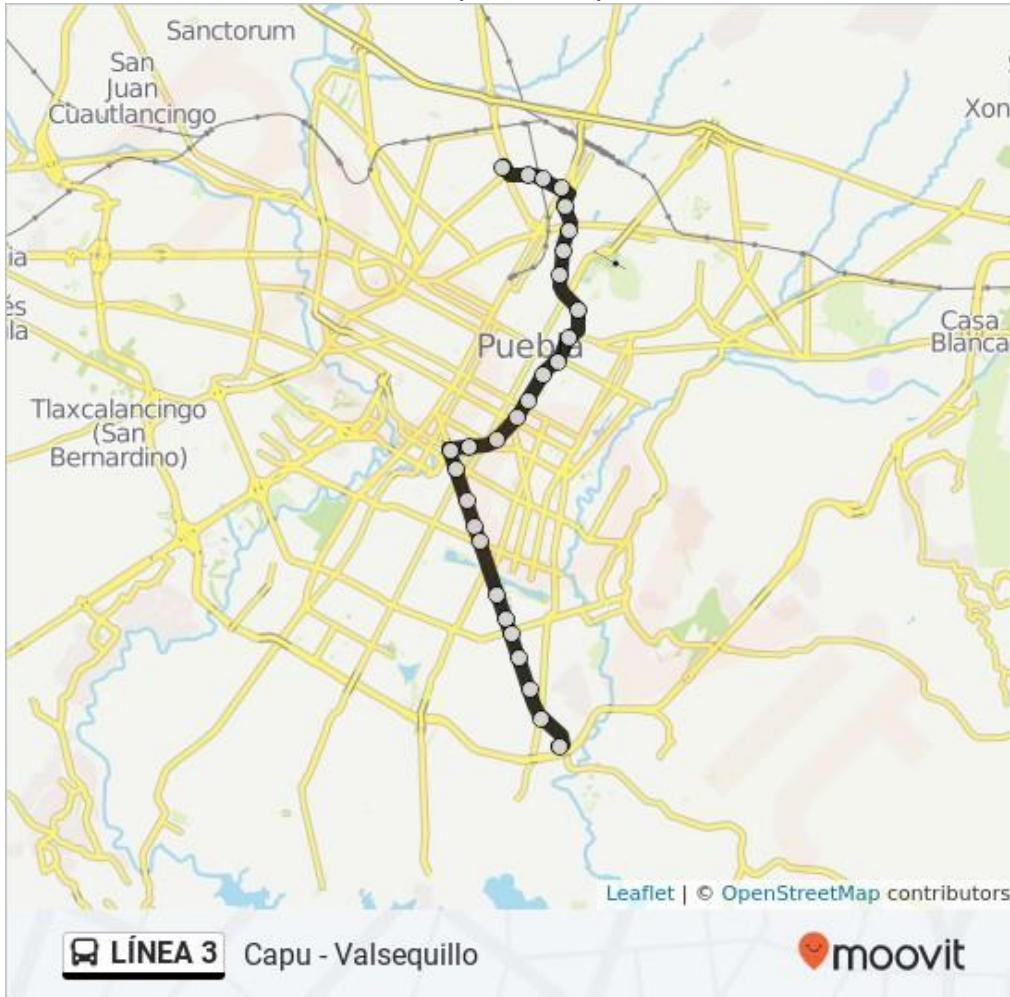 Sanctorum
San
Juan
Cuautlancingo
Xon
ia
és
la
Puebla
Casa
Blanca
Tlaxcalancingo
(San
Bernardino)
Leaflet | © OpenStreetMap contributors
LÍNEA 3 Capu - Valsequillo moovit